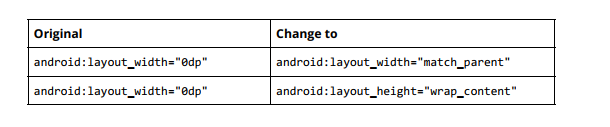 Original Change to
android:layout_width="0dp" android:layout_width="match_parent"
android:layout_width="0dp" android:layout_height="wrap_content"